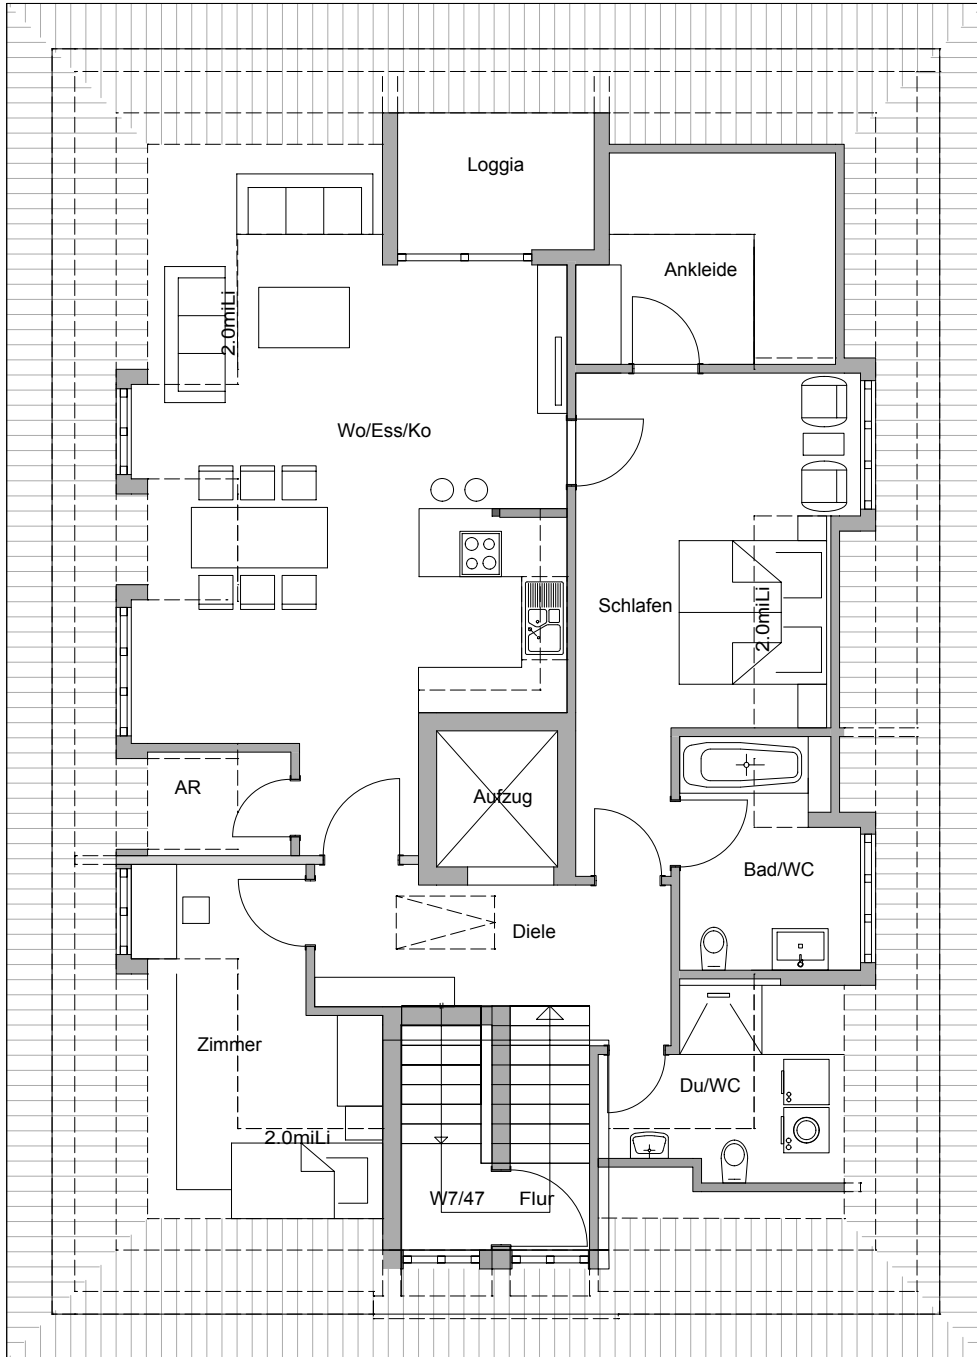 Loggia
Ankleide
2.0miLi
Wo/Ess/Ko
Schlafen
2.0miLi
AR
Aufzug
Bad/WC
Diele
Zimmer
Du/WC
2.0miLi
W7/47
Flur